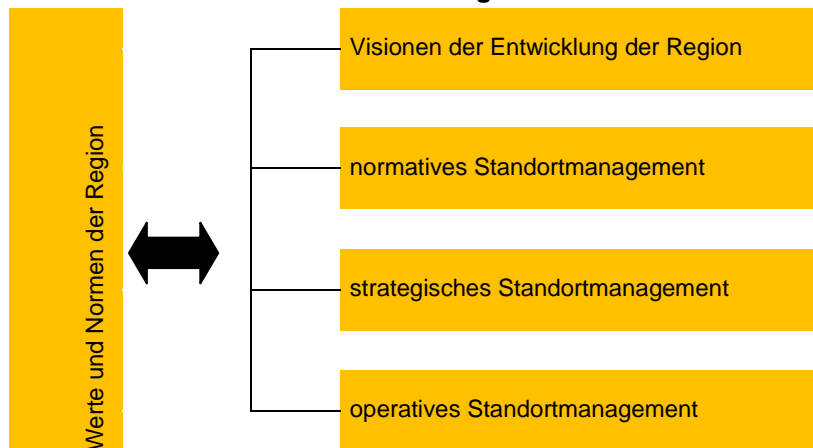 Visionen der Entwicklung der Region
normatives Standortmanagement
strategisches Standortmanagement
operatives Standortmanagement
Werte und Normen der Region